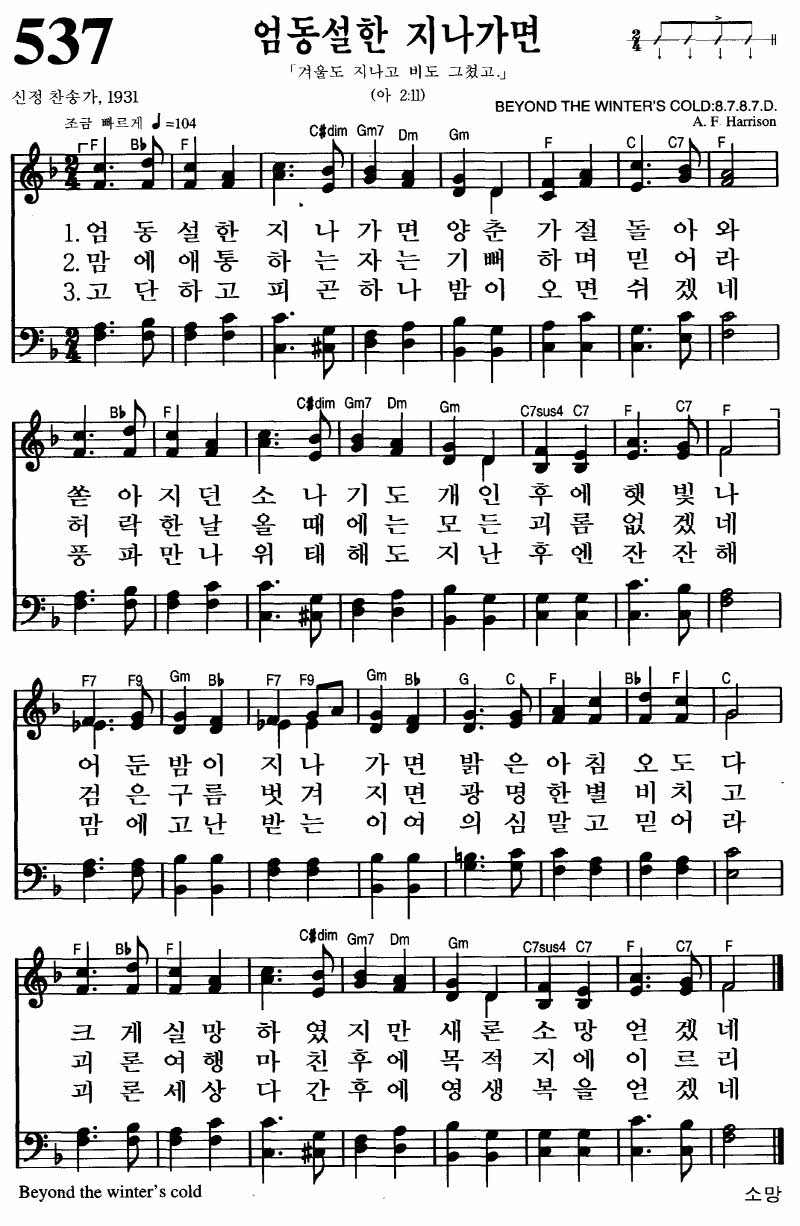 537
엄동설한 지나가면
「겨울도 지나고 비도 그쳤고.」
(아 2:11)
신정 찬송가, 1931
BEYOND THE WINTER'S COLD:8.7.8.7.D.
A. F. Harrison
조금 빠르게 ♩=104
F B♭ F C#dim Gm7 Dm Gm F C C7 F
1. 엄 동 설 한 지 나 가 면 양 춘 가 절 돌 아 와
2. 맘 에 애 통 하 는 자 는 기 뻐 하 며 믿 어 라
3. 고 단 하 고 피 곤 하 나 밤 이 오 면 쉬 겠 네
B♭ F C#dim Gm7 Dm Gm C7sus4 C7 F C7 F
쏟 아 지 던 소 나 기 도 개 인 후 에 햇 빛 나
허 락 한 날 올 때 에 는 모 든 괴 롬 없 겠 네
풍 파 만 나 위 태 해 도 지 난 후 엔 잔 잔 해
F7 F9 Gm B♭ F7 F9 Gm B♭ G C F B♭ F C
어 둔 밤 이 지 나 가 면 밝 은 아 침 오 도 다
검 은 구 름 벗 겨 지 면 광 명 한 별 비 치 고
맘 에 고 난 받 는 이 여 의 심 말 고 믿 어 라
F B♭ F C#dim Gm7 Dm Gm C7sus4 C7 F C7 F
크 게 실 망 하 였 지 만 새 론 소 망 얻 겠 네
괴 론 여 행 마 친 후 에 목 적 지 에 이 르 리
괴 론 세 상 다 간 후 에 영 생 복 을 얻 겠 네
Beyond the winter's cold
소망